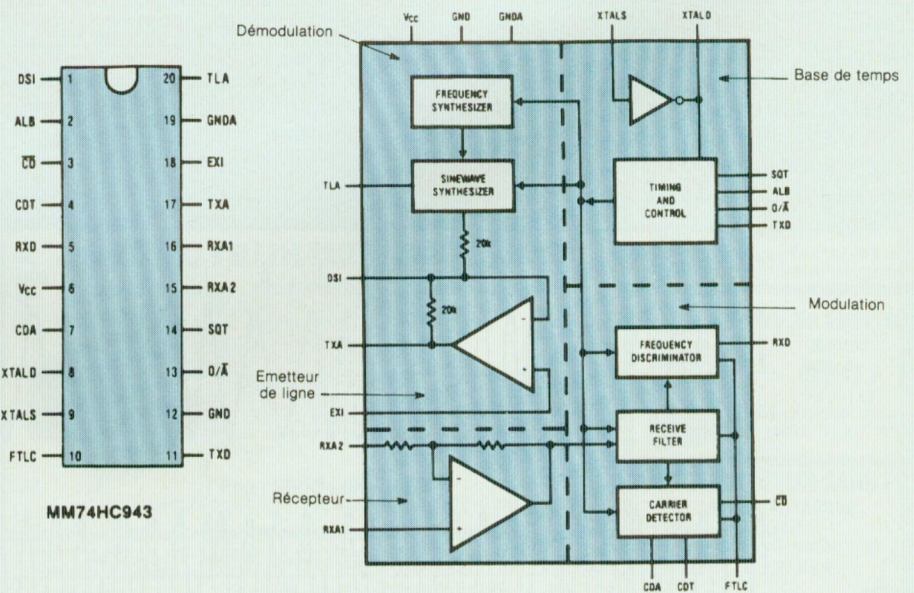 DSI 1
ALB 2
C̅D̅ 3
CDT 4
RXD 5
Vcc 6
CDA 7
XTALD 8
XTALS 9
FTLC 10
20 TLA
19 GNDA
18 EXI
17 TXA
16 RXA1
15 RXA2
14 SQT
13 O/A̅
12 GND
11 TXD
MM74HC943
Démodulation
Vcc
GND
GNDA
XTALS
XTALD
Base de temps
FREQUENCY
SYNTHESIZER
SINEWAVE
SYNTHESIZER
TLA
20k
DSI
20k
TXA
Emetteur
de ligne
EXI
TIMING
AND
CONTROL
SQT
ALB
O/A̅
TXD
Modulation
FREQUENCY
DISCRIMINATOR
RXD
RECEIVE
FILTER
CARRIER
DETECTOR
C̅D̅
RXA2
Récepteur
RXA1
-
+
-
+
CDA
CDT
FTLC